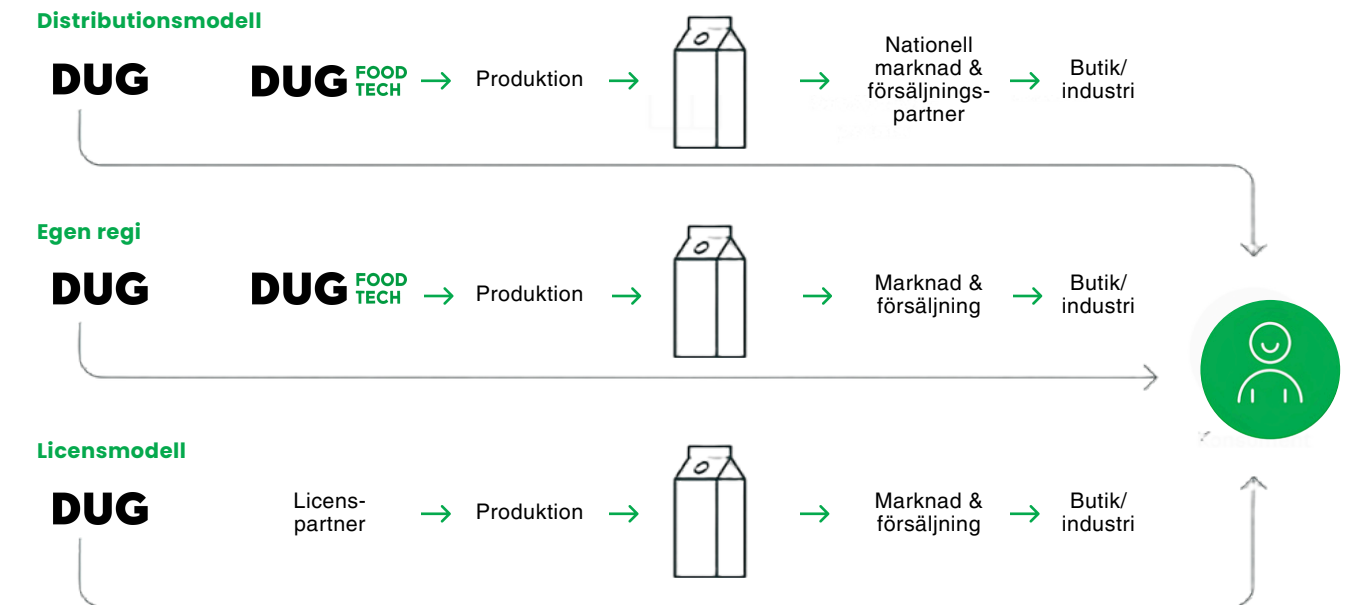 Distributionsmodell
DUG
DUG FOOD TECH
Produktion
Nationell
marknad &
försäljnings-
partner
Butik/
industri
Egen regi
DUG
DUG FOOD TECH
Produktion
Marknad &
försäljning
Butik/
industri
Licensmodell
DUG
Licens-
partner
Produktion
Marknad &
försäljning
Butik/
industri